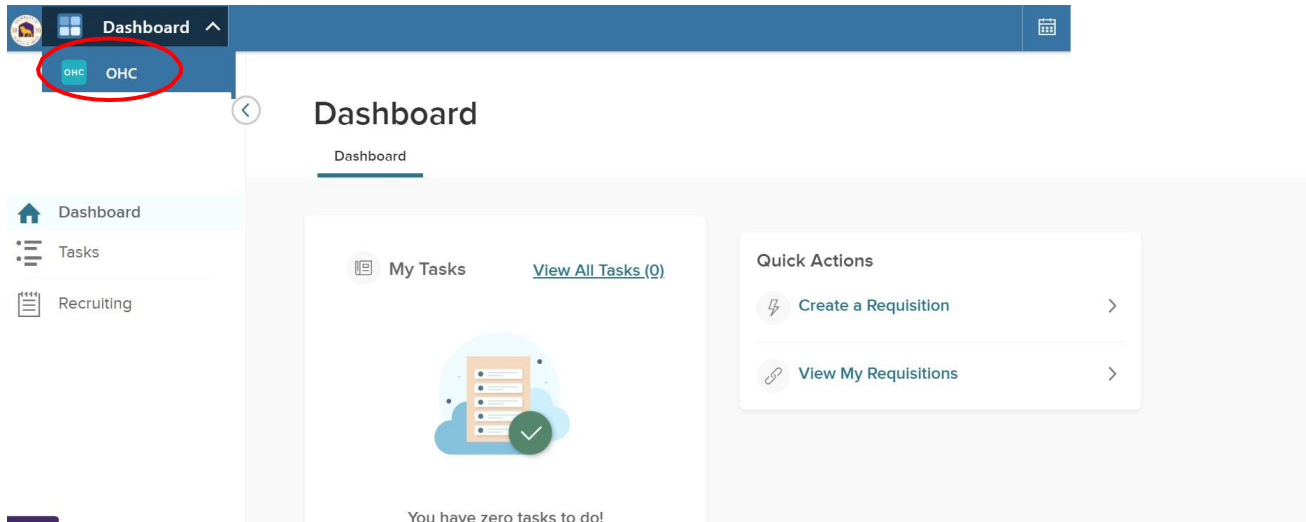 Dashboard
OHC OHC
Dashboard
Dashboard
Dashboard
Tasks
Recruiting
My Tasks View All Tasks (0)
You have zero tasks to do!
Quick Actions
Create a Requisition
View My Requisitions